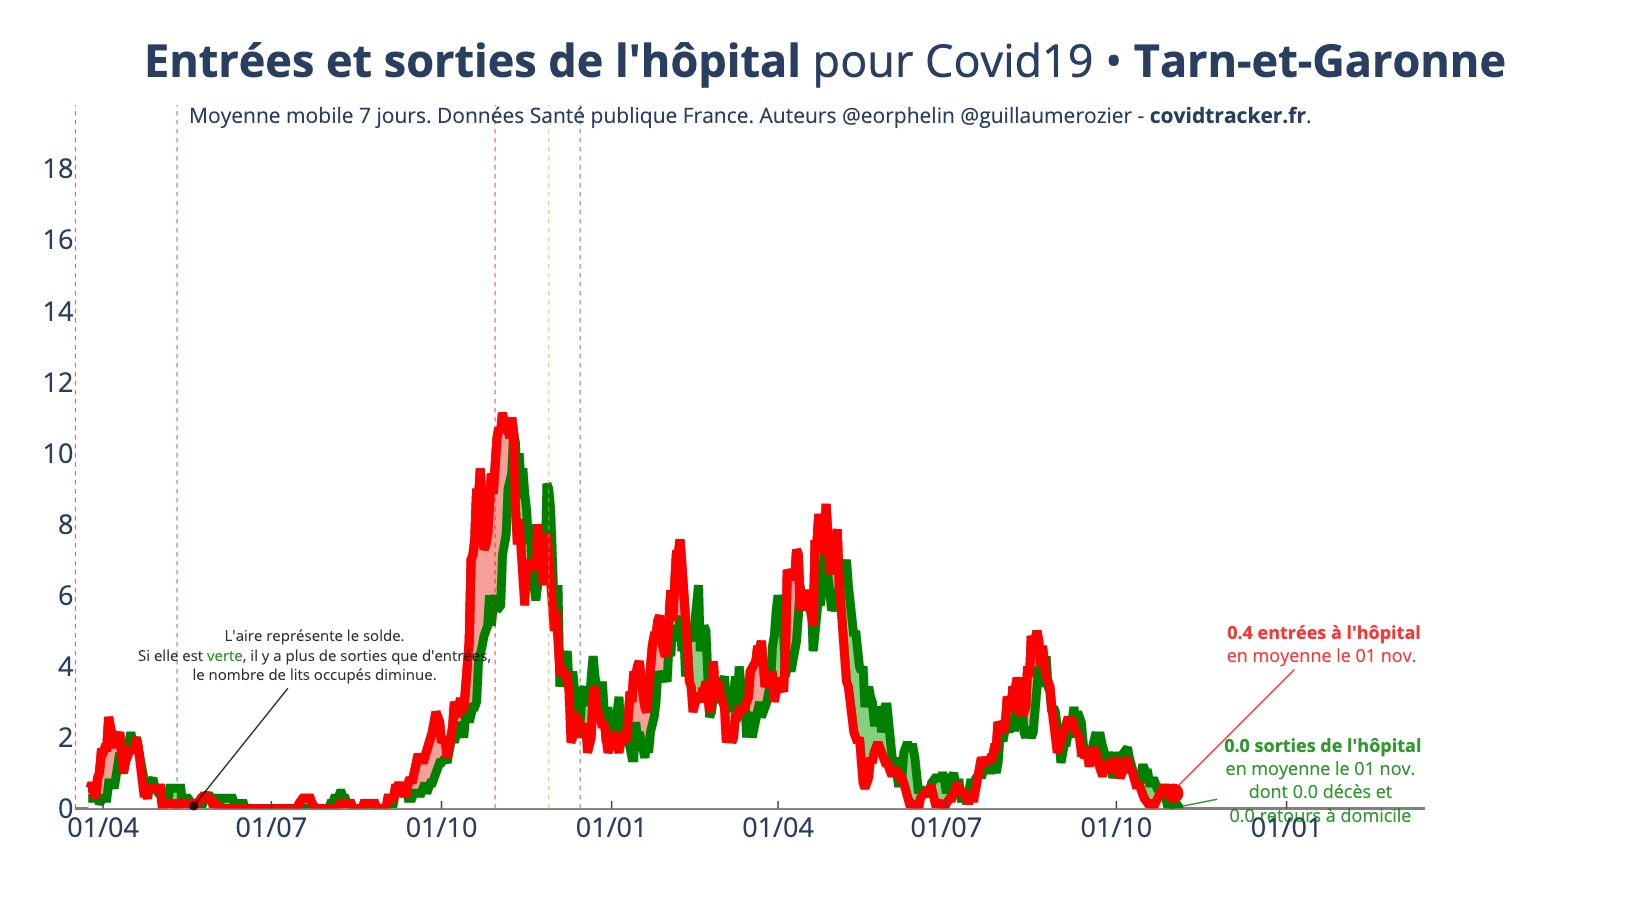 Entrées et sorties de l'hôpital pour Covid19 • Tarn-et-Garonne
Moyenne mobile 7 jours. Données Santé publique France. Auteurs @eorphelin @guillaumerozier - covidtracker.fr.
18
16
14
12
10
8
6
4
2
0
L'aire représente le solde.
Si elle est verte, il y a plus de sorties que d'entrées,
le nombre de lits occupés diminue.
0.4 entrées à l'hôpital
en moyenne le 01 nov.
0.0 sorties de l'hôpital
en moyenne le 01 nov.
dont 0.0 décès et
0.0 retours à domicile
01/04 01/07 01/10 01/01 01/04 01/07 01/10 01/01